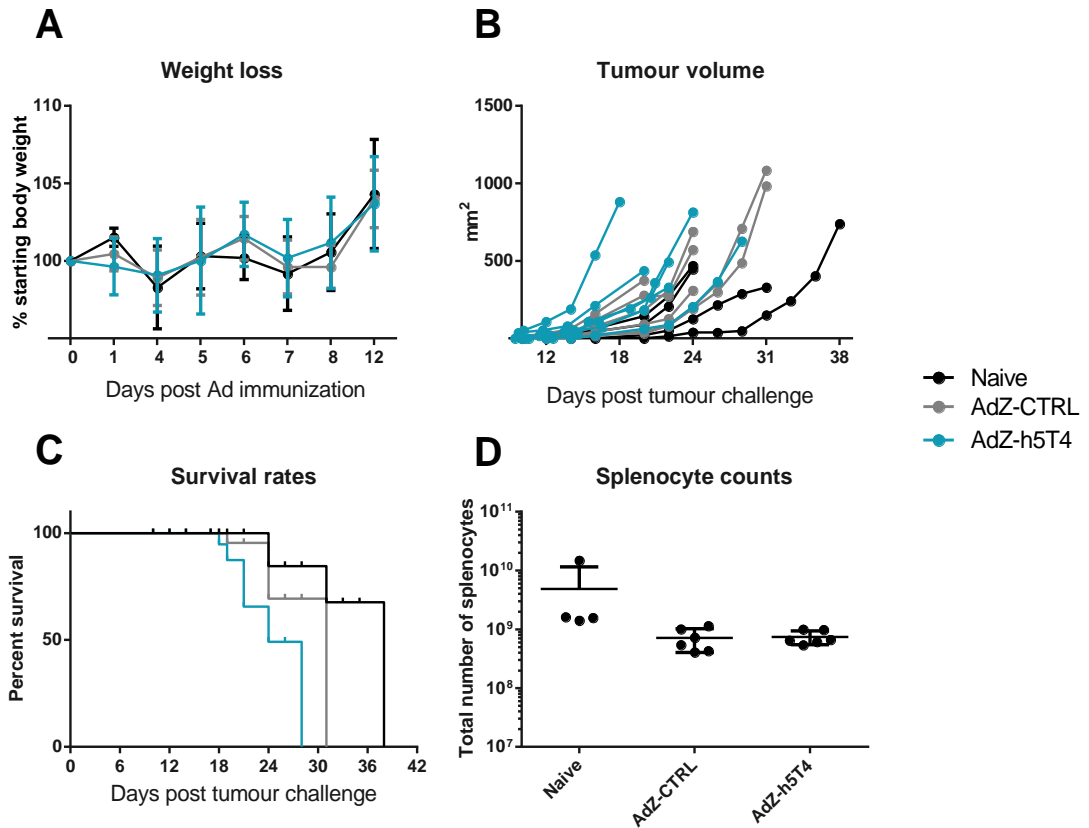 A
Weight loss
110
105
100
% starting body weight
0 1 4 5 6 7 8 12
Days post Ad immunization
B
Tumour volume
1500
1000
500
mm²
12 18 24 31 38
Days post tumour challenge
Naive
AdZ-CTRL
AdZ-h5T4
C
Survival rates
100
50
0
Percent survival
0 6 12 18 24 30 36 42
Days post tumour challenge
D
Splenocyte counts
10¹¹
10¹⁰
10⁹
10⁸
10⁷
Total number of splenocytes
Naive
AdZ-CTRL
AdZ-h5T4